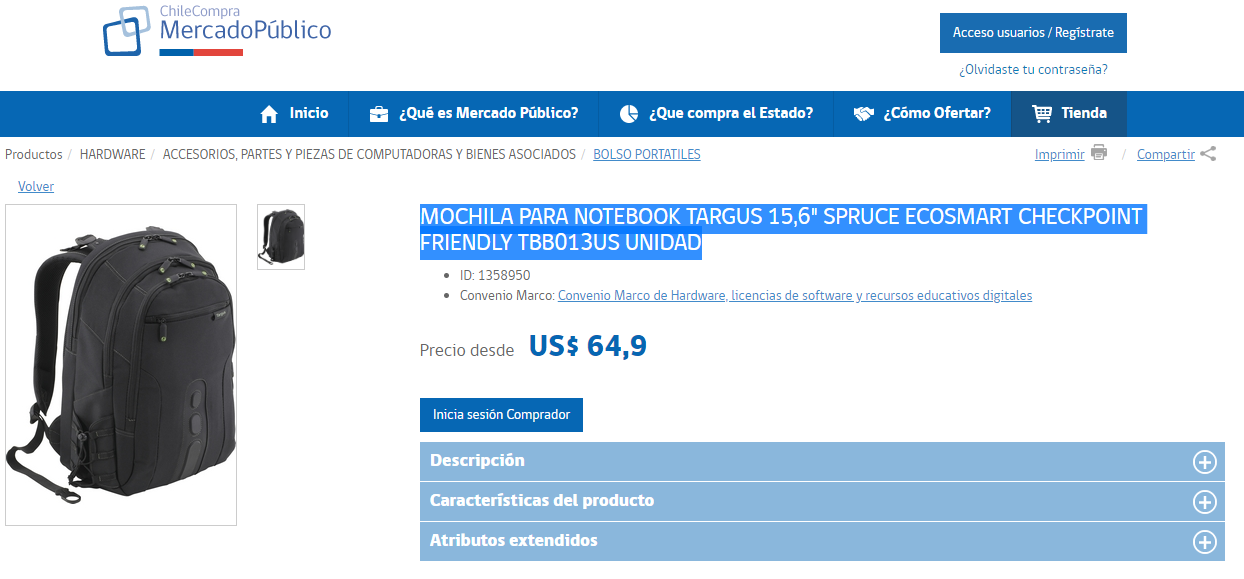 ChileCompra
MercadoPúblico
Acceso usuarios / Regístrate
¿Olvidaste tu contraseña?
Inicio
¿Qué es Mercado Público?
¿Que compra el Estado?
¿Cómo Ofertar?
Tienda
Productos / HARDWARE / ACCESORIOS, PARTES Y PIEZAS DE COMPUTADORAS Y BIENES ASOCIADOS / BOLSO PORTATILES
Imprimir / Compartir
Volver
MOCHILA PARA NOTEBOOK TARGUS 15,6" SPRUCE ECOSMART CHECKPOINT
FRIENDLY TBB013US UNIDAD
ID: 1358950
Convenio Marco: Convenio Marco de Hardware, licencias de software y recursos educativos digitales
Precio desde US$ 64,9
Inicia sesión Comprador
Descripción
Características del producto
Atributos extendidos